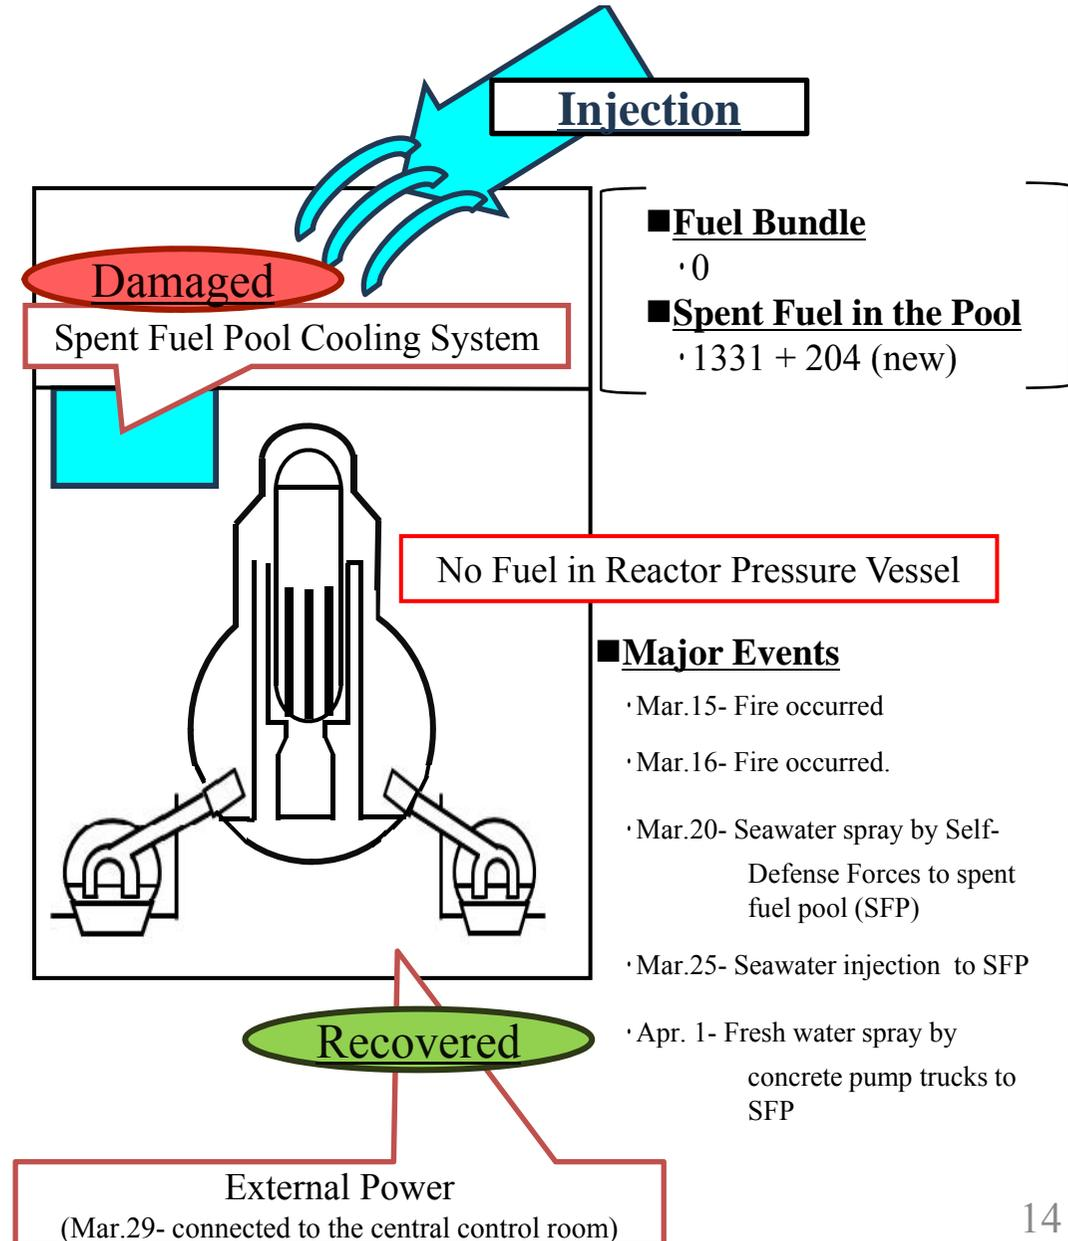 Injection
Damaged
Spent Fuel Pool Cooling System
■Fuel Bundle
・0
■Spent Fuel in the Pool
・1331 + 204 (new)
No Fuel in Reactor Pressure Vessel
■Major Events
・Mar.15- Fire occurred
・Mar.16- Fire occurred.
・Mar.20- Seawater spray by Self-
Defense Forces to spent
fuel pool (SFP)
・Mar.25- Seawater injection to SFP
・Apr. 1- Fresh water spray by
concrete pump trucks to
SFP
Recovered
External Power
(Mar.29- connected to the central control room)
14